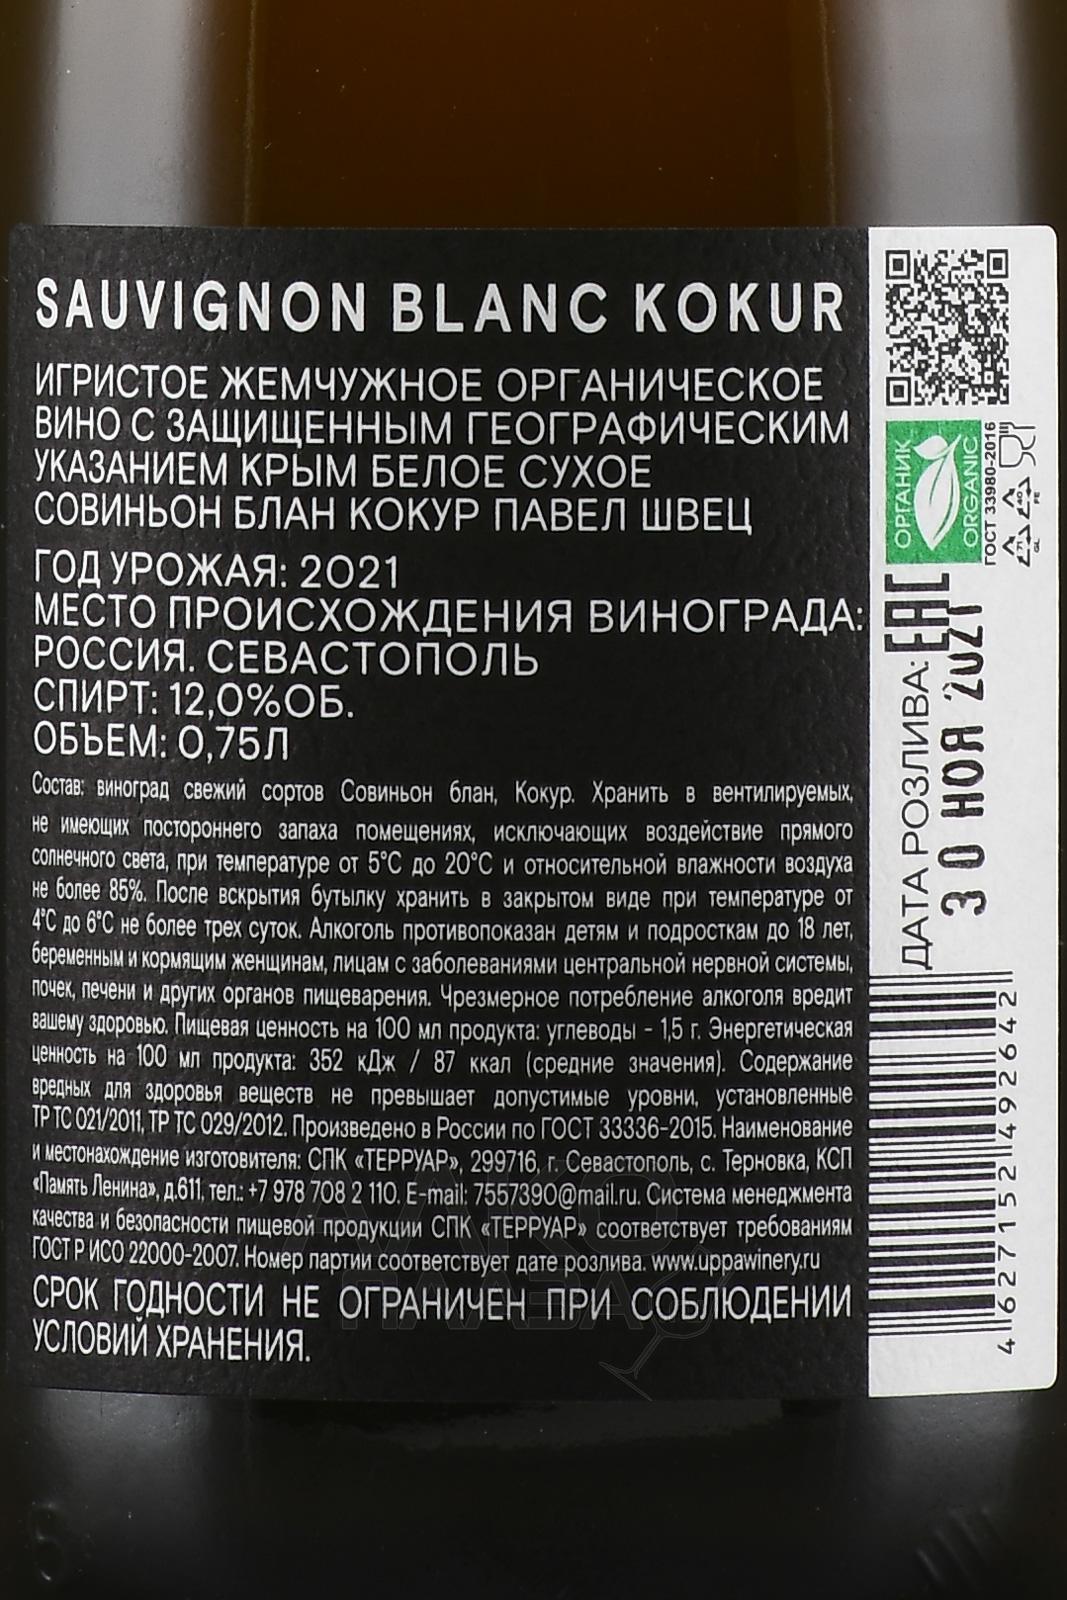 SAUVIGNON BLANC KOKUR
ИГРИСТОЕ ЖЕМЧУЖНОЕ ОРГАНИЧЕСКОЕ
ВИНО С ЗАЩИЩЕННЫМ ГЕОГРАФИЧЕСКИМ
УКАЗАНИЕМ КРЫМ БЕЛОЕ СУХОЕ
СОВИНЬОН БЛАН КОКУР ПАВЕЛ ШВЕЦ
ГОД УРОЖАЯ: 2021
МЕСТО ПРОИСХОЖДЕНИЯ ВИНОГРАДА:
РОССИЯ. СЕВАСТОПОЛЬ
СПИРТ: 12,0%ОБ.
ОБЪЕМ: 0,75Л
Состав: виноград свежий сортов Совиньон блан, Кокур. Хранить в вентилируемых,
не имеющих постороннего запаха помещениях, исключающих воздействие прямого
солнечного света, при температуре от 5°С до 20°С и относительной влажности воздуха
не более 85%. После вскрытия бутылку хранить в закрытом виде при температуре от
4°С до 6°С не более трех суток. Алкоголь противопоказан детям и подросткам до 18 лет,
беременным и кормящим женщинам, лицам с заболеваниями центральной нервной системы,
почек, печени и других органов пищеварения. Чрезмерное потребление алкоголя вредит
вашему здоровью. Пищевая ценность на 100 мл продукта: углеводы - 1,5 г. Энергетическая
ценность на 100 мл продукта: 352 кДж / 87 ккал (средние значения). Содержание
вредных для здоровья веществ не превышает допустимые уровни, установленные
ТР ТС 021/2011, ТР ТС 029/2012. Произведено в России по ГОСТ 33336-2015. Наименование
и местонахождение изготовителя: СПК «ТЕРРУАР», 299716, г. Севастополь, с. Терновка, КСП
«Память Ленина», д.611, тел.: +7 978 708 2 110. E-mail: 7557390@mail.ru. Система менеджмента
качества и безопасности пищевой продукции СПК «ТЕРРУАР» соответствует требованиям
ГОСТ Р ИСО 22000-2007. Номер партии соответствует дате розлива. www.uppawinery.ru
СРОК ГОДНОСТИ НЕ ОГРАНИЧЕН ПРИ СОБЛЮДЕНИИ
УСЛОВИЙ ХРАНЕНИЯ.
ОРГАНИК
ORGANIC
ГОСТ 33980-2016
40
FE
71
GL
EAC
ДАТА РОЗЛИВА:
30 НОЯ 2021
4 627152 492642
АЛКО
НАВЗА